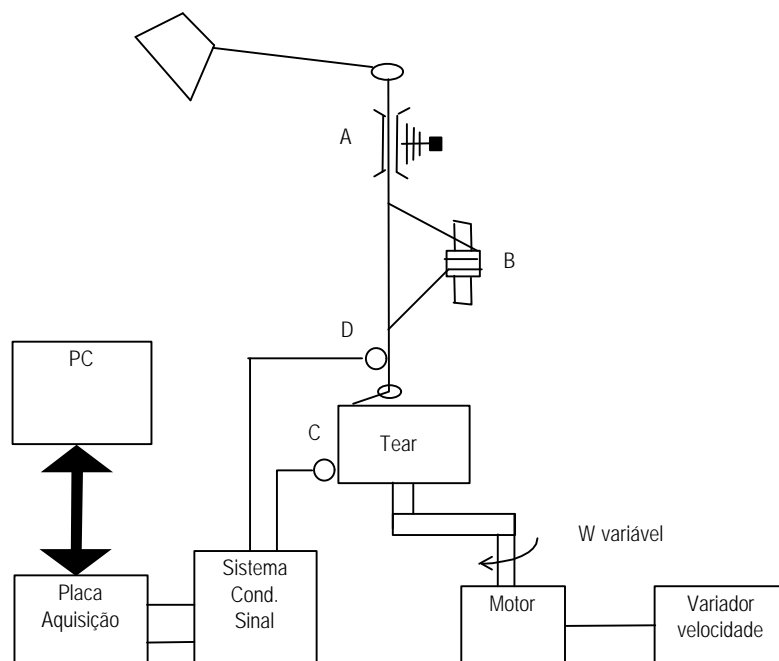 A
B
D
PC
C
Tear
W variável
Sistema
Cond.
Sinal
Placa
Aquisição
Motor
Variador
velocidade